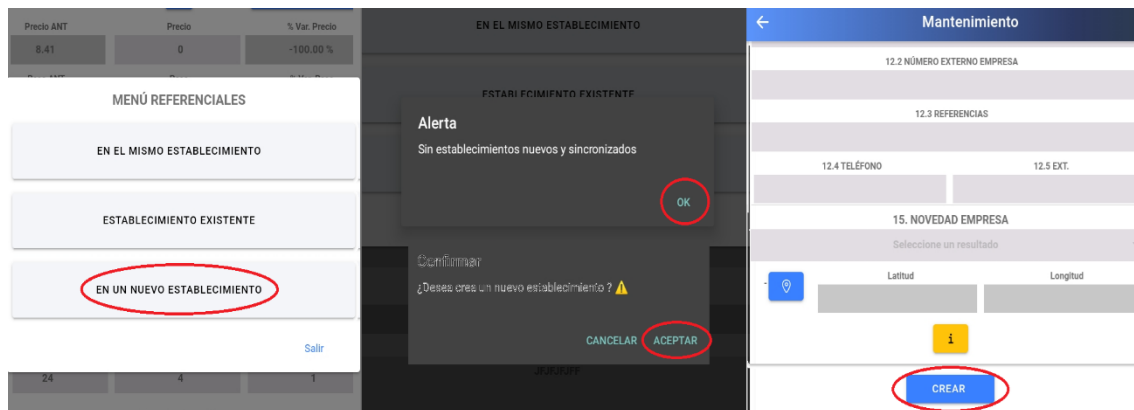 Precio ANT Precio % Var. Precio
8.41 0 -100.00 %
MENÚ REFERENCIALES
EN EL MISMO ESTABLECIMIENTO
ESTABLECIMIENTO EXISTENTE
EN UN NUEVO ESTABLECIMIENTO
Salir
24 4 1
EN EL MISMO ESTABLECIMIENTO
ESTABLECIMIENTO EXISTENTE
Alerta
Sin establecimientos nuevos y sincronizados
OK
Confirmar
¿Desea crea un nuevo establecimiento ? ⚠
CANCELAR ACEPTAR
Mantenimiento
12.2 NÚMERO EXTERNO EMPRESA
12.3 REFERENCIAS
12.4 TELÉFONO 12.5 EXT.
15. NOVEDAD EMPRESA
Seleccione un resultado
Latitud Longitud
i
CREAR